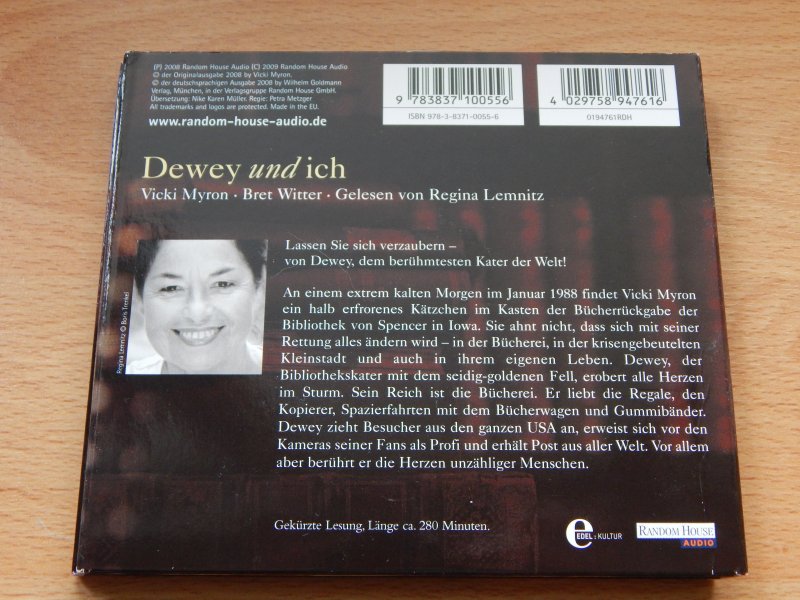 (P) 2008 Random House Audio (C) 2009 Random House Audio
© der Originalausgabe 2008 by Vicki Myron.
© der deutschsprachigen Ausgabe 2008 by Wilhelm Goldmann
Verlag, München, in der Verlagsgruppe Random House GmbH.
Übersetzung: Nike Karen Müller. Regie: Petra Metzger
All trademarks and logos are protected. Made in the EU.
www.random-house-audio.de
9 783837 100556
ISBN 978-3-8371-0055-6
4 029758 947616
0194761RDH
Dewey und ich
Vicki Myron · Bret Witter · Gelesen von Regina Lemnitz
Regina Lemnitz © Boris Trenkel
Lassen Sie sich verzaubern –
von Dewey, dem berühmtesten Kater der Welt!
An einem extrem kalten Morgen im Januar 1988 findet Vicki Myron
ein halb erfrorenes Kätzchen im Kasten der Bücherrückgabe der
Bibliothek von Spencer in Iowa. Sie ahnt nicht, dass sich mit seiner
Rettung alles ändern wird – in der Bücherei, in der krisengebeutelten
Kleinstadt und auch in ihrem eigenen Leben. Dewey, der
Bibliothekskater mit dem seidig-goldenen Fell, erobert alle Herzen
im Sturm. Sein Reich ist die Bücherei. Er liebt die Regale, den
Kopierer, Spazierfahrten mit dem Bücherwagen und Gummibänder.
Dewey zieht Besucher aus den ganzen USA an, erweist sich vor den
Kameras seiner Fans als Profi und erhält Post aus aller Welt. Vor allem
aber berührt er die Herzen unzähliger Menschen.
Gekürzte Lesung, Länge ca. 280 Minuten.
e
EDEL:KULTUR
RANDOM HOUSE
AUDIO